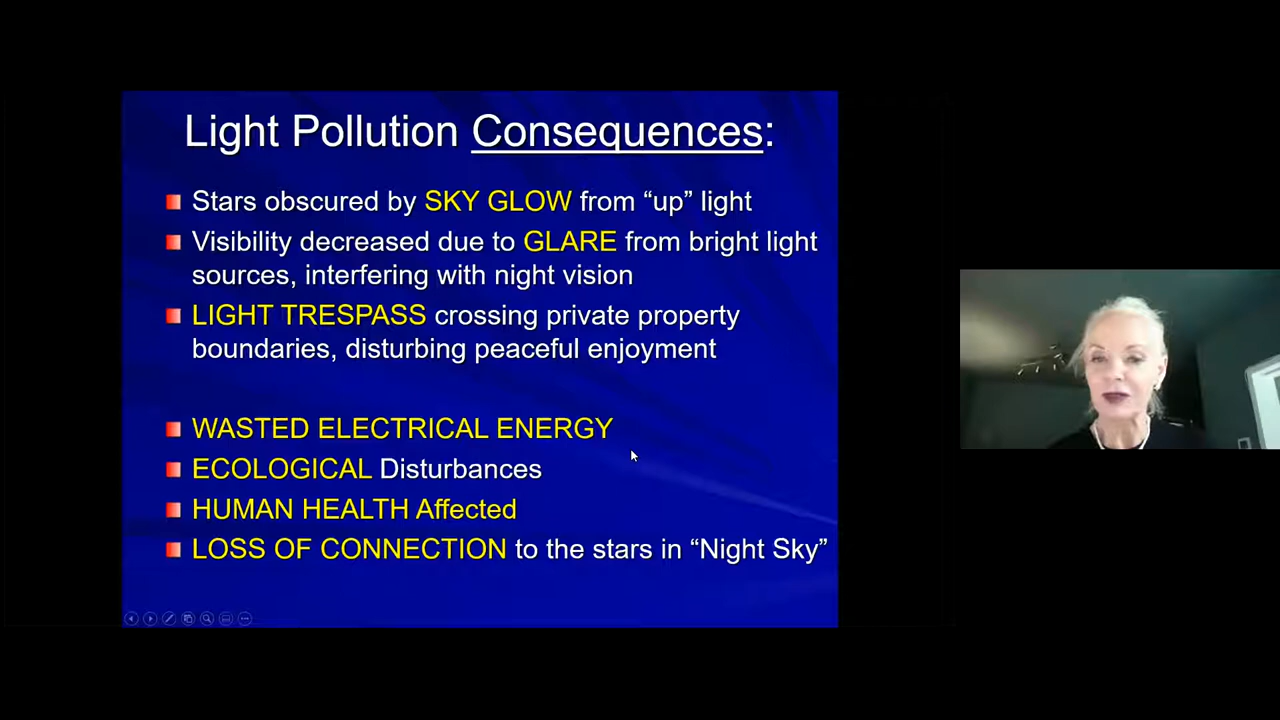 Light Pollution Consequences:
Stars obscured by SKY GLOW from “up” light
Visibility decreased due to GLARE from bright light
sources, interfering with night vision
LIGHT TRESPASS crossing private property
boundaries, disturbing peaceful enjoyment
WASTED ELECTRICAL ENERGY
ECOLOGICAL Disturbances
HUMAN HEALTH Affected
LOSS OF CONNECTION to the stars in “Night Sky”